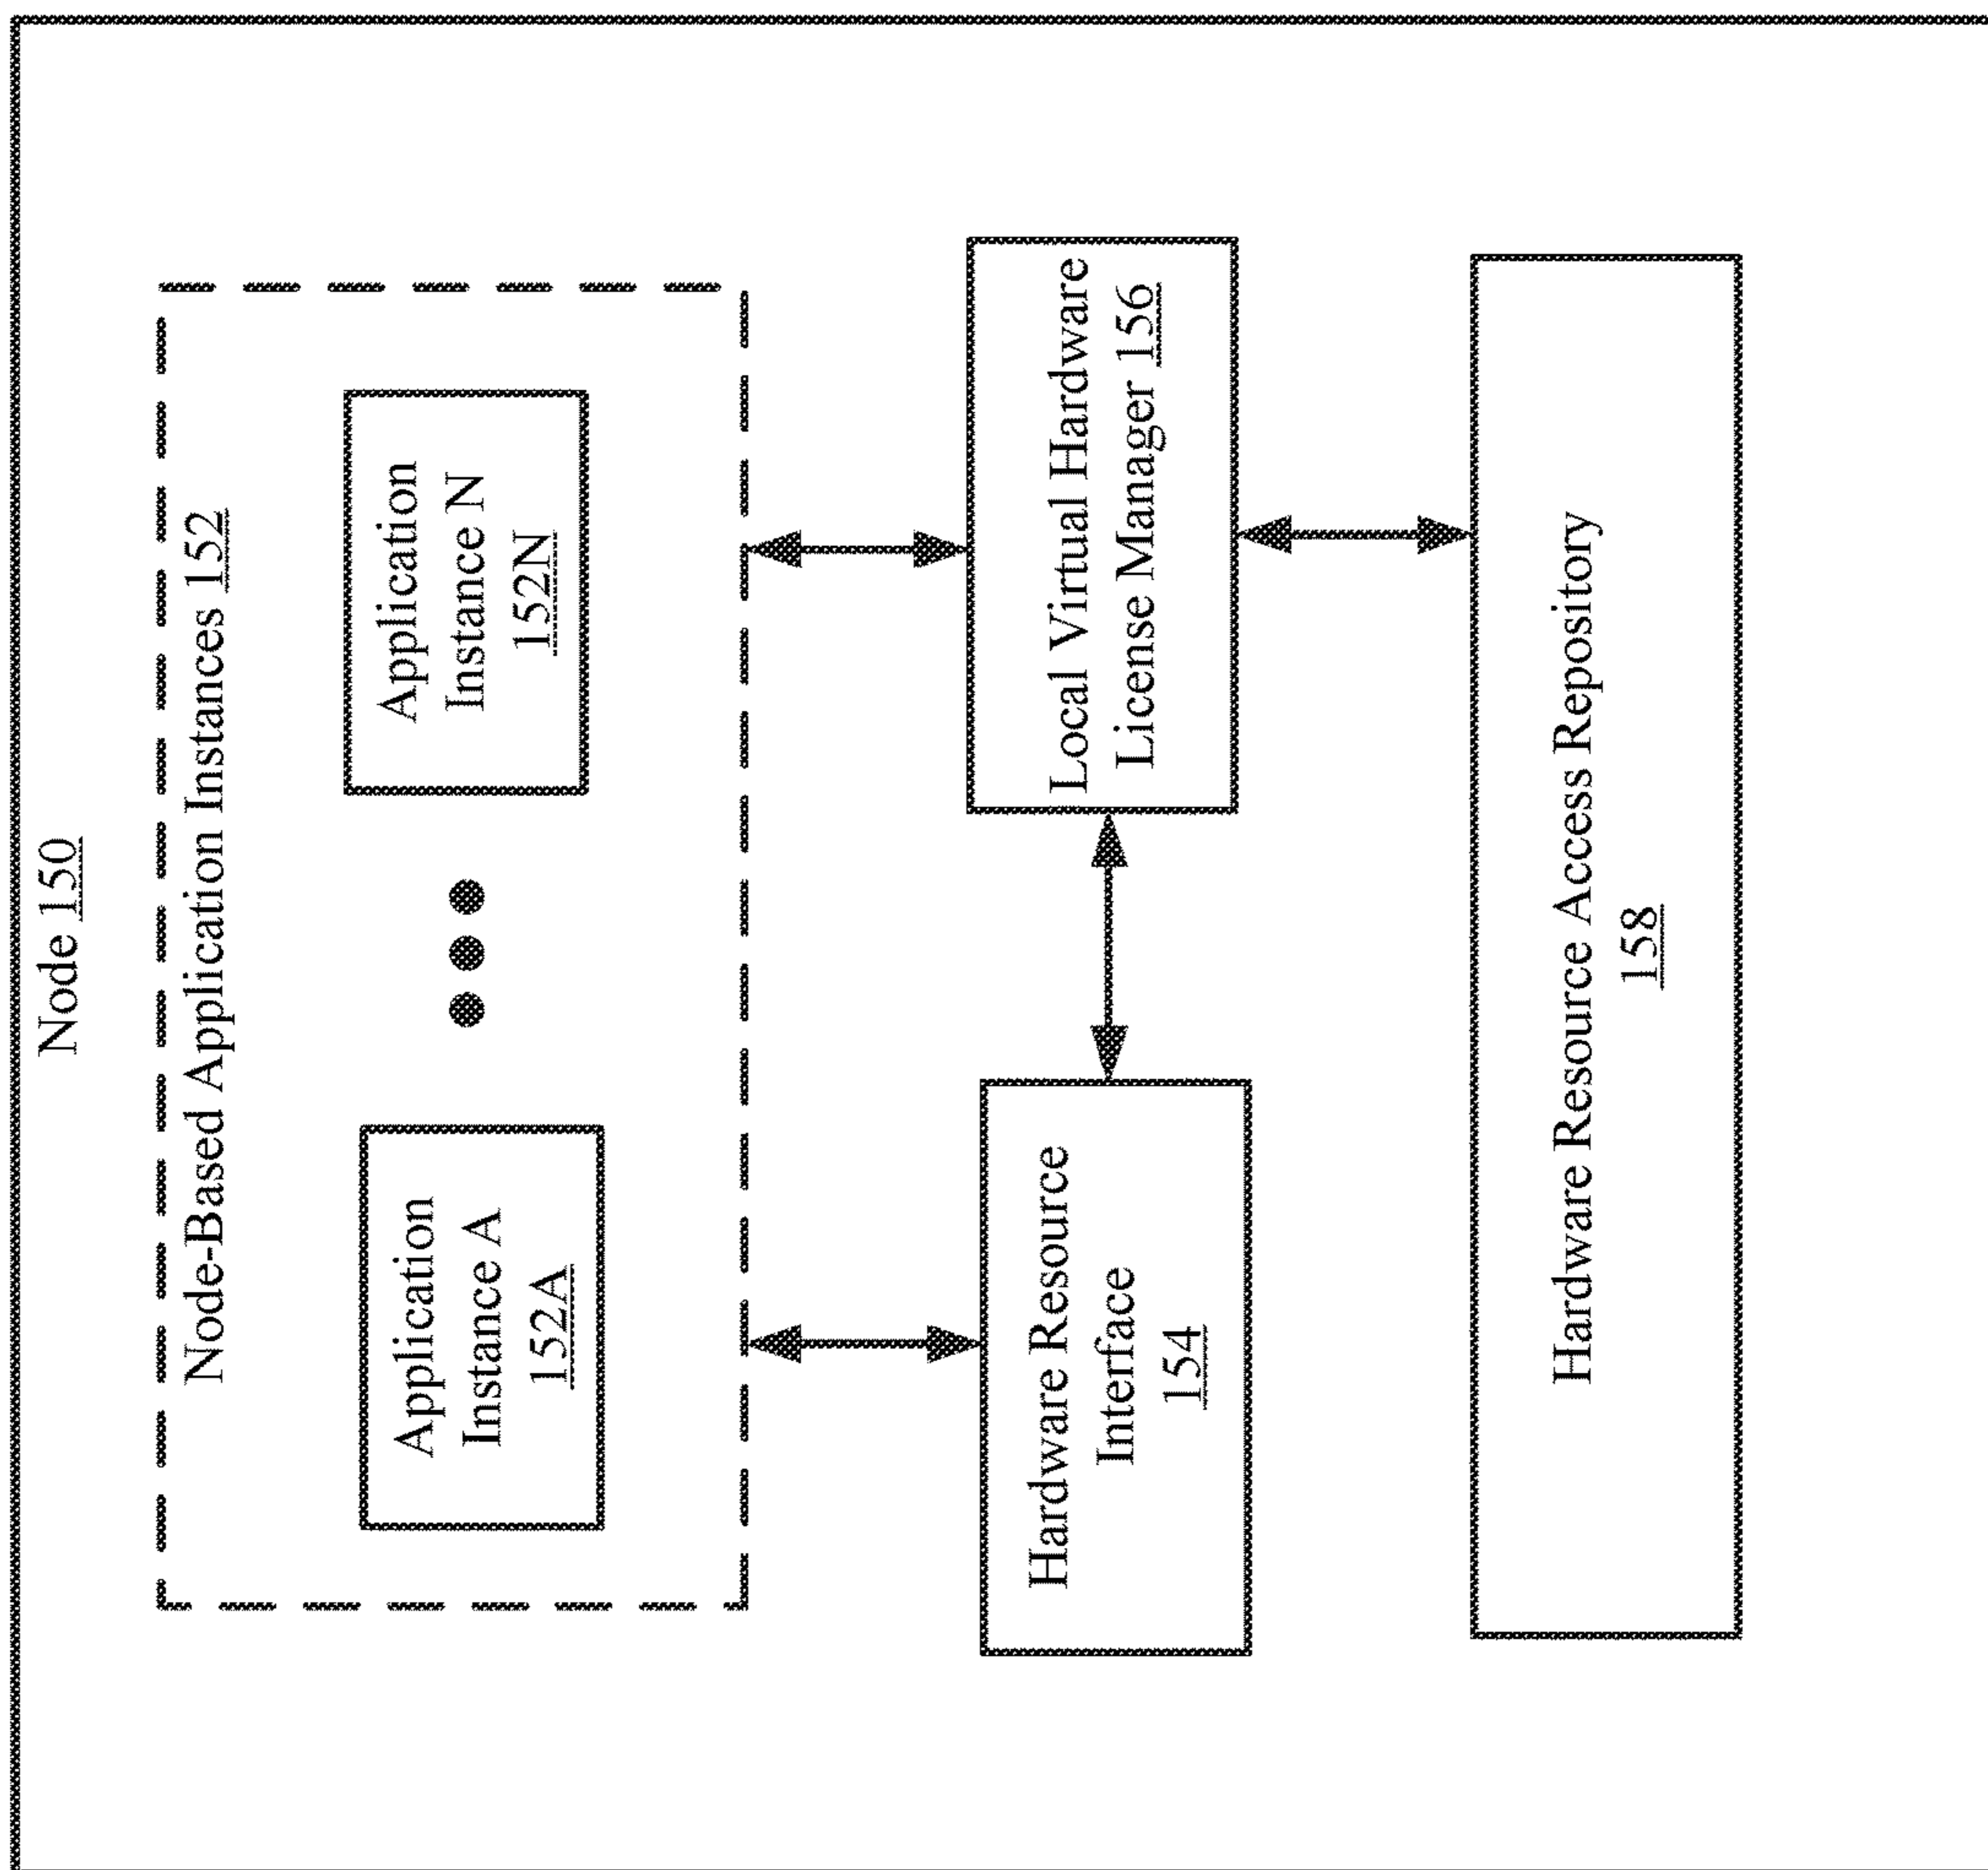 Node 150
Node-Based Application Instances 152
Application
Instance A
152A
Application
Instance N
152N
Hardware Resource
Interface
154
Local Virtual Hardware
License Manager 156
Hardware Resource Access Repository
158